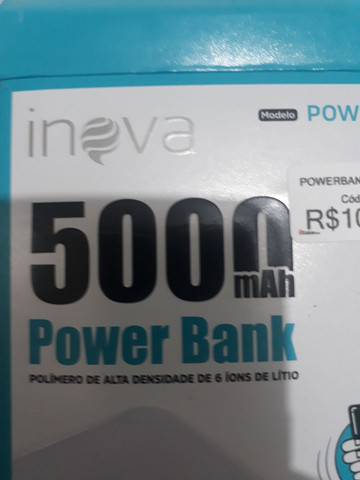 inova
Modelo POW
POWERBAN
Cód
R$10
5000
mAh
Power Bank
POLÍMERO DE ALTA DENSIDADE DE 6 ÍONS DE LÍTIO